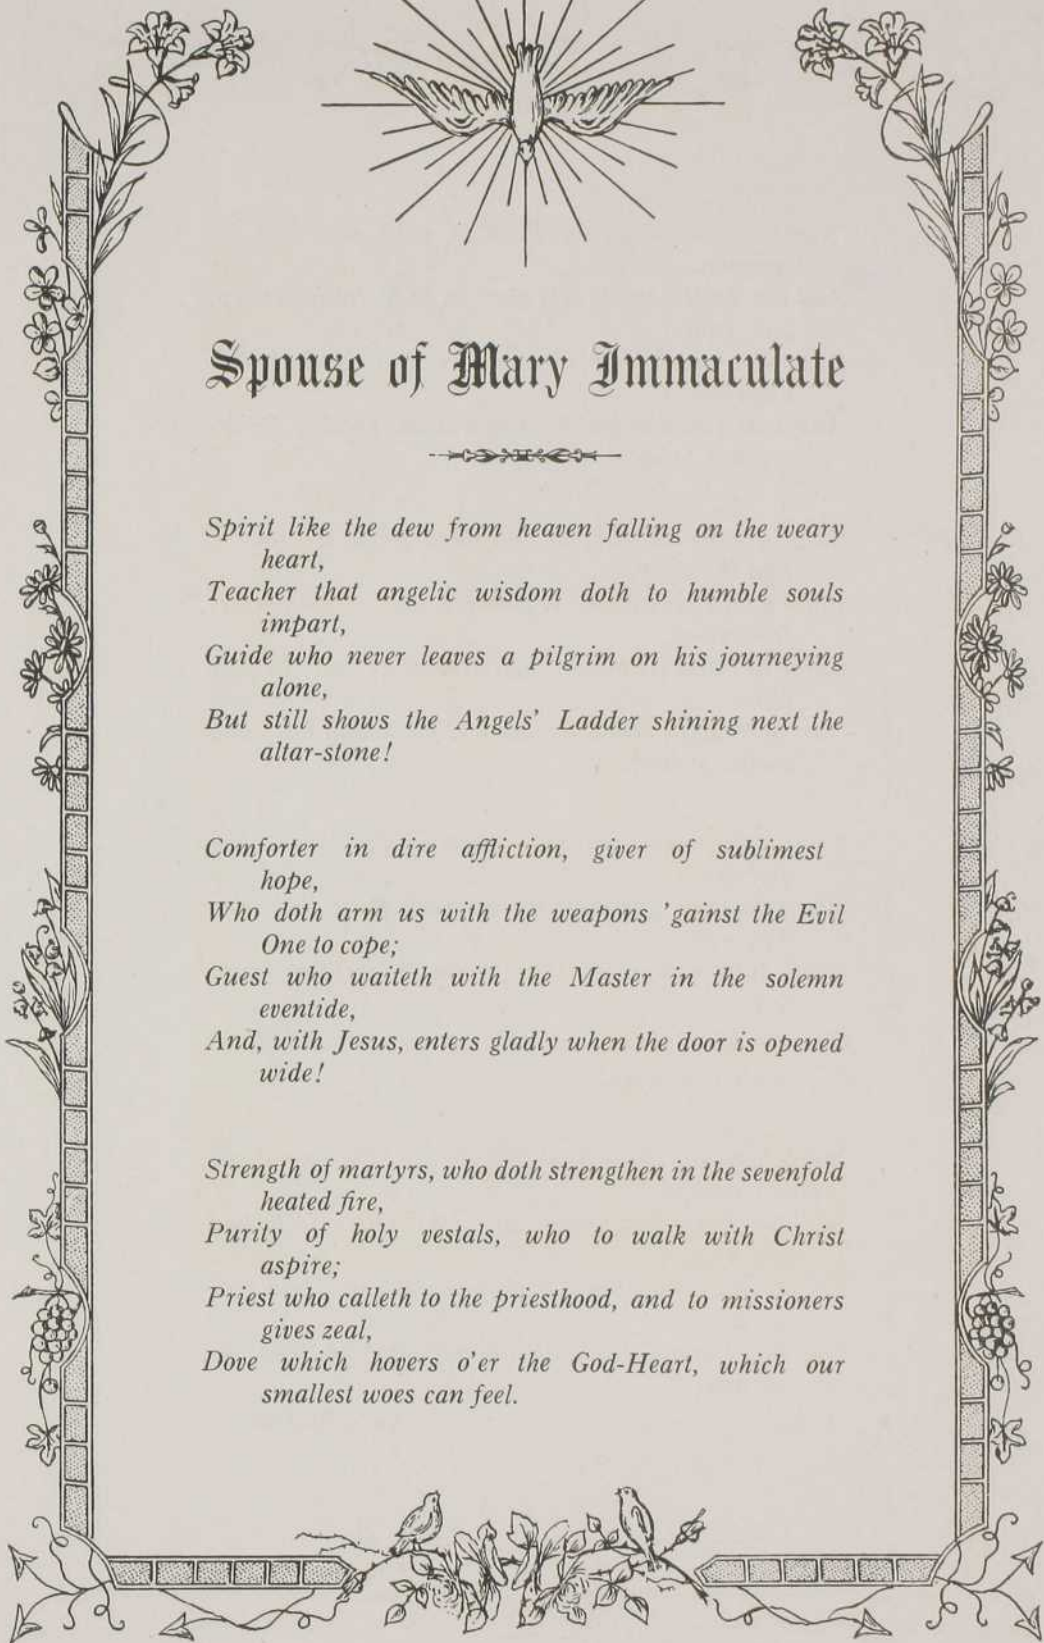 Spouse of Mary Immaculate
Spirit like the dew from heaven falling on the weary
heart,
Teacher that angelic wisdom doth to humble souls
impart,
Guide who never leaves a pilgrim on his journeying
alone,
But still shows the Angels' Ladder shining next the
altar-stone!
Comforter in dire affliction, giver of sublimest
hope,
Who doth arm us with the weapons 'gainst the Evil
One to cope;
Guest who waiteth with the Master in the solemn
eventide,
And, with Jesus, enters gladly when the door is opened
wide!
Strength of martyrs, who doth strengthen in the sevenfold
heated fire,
Purity of holy vestals, who to walk with Christ
aspire;
Priest who calleth to the priesthood, and to missioners
gives zeal,
Dove which hovers o'er the God-Heart, which our
smallest woes can feel.